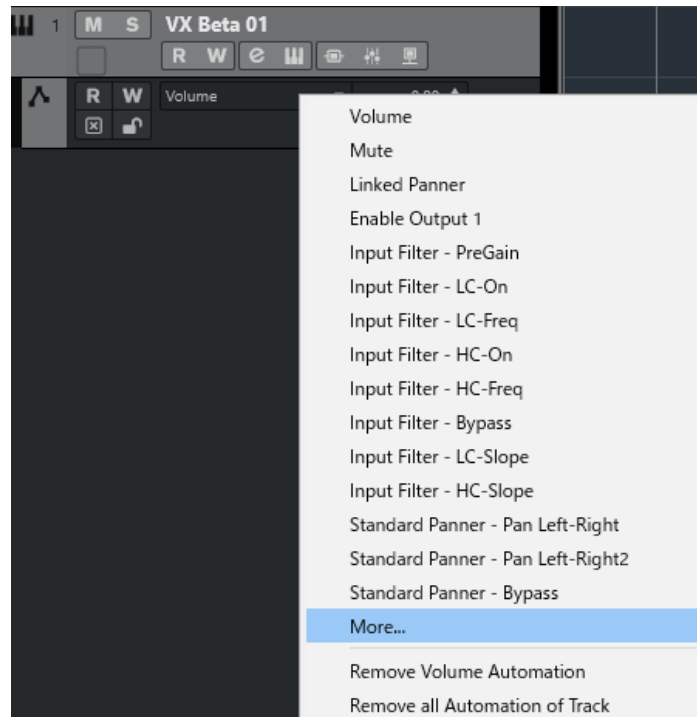 1 M S VX Beta 01
R W e
R W Volume
Volume
Mute
Linked Panner
Enable Output 1
Input Filter - PreGain
Input Filter - LC-On
Input Filter - LC-Freq
Input Filter - HC-On
Input Filter - HC-Freq
Input Filter - Bypass
Input Filter - LC-Slope
Input Filter - HC-Slope
Standard Panner - Pan Left-Right
Standard Panner - Pan Left-Right2
Standard Panner - Bypass
More...
Remove Volume Automation
Remove all Automation of Track